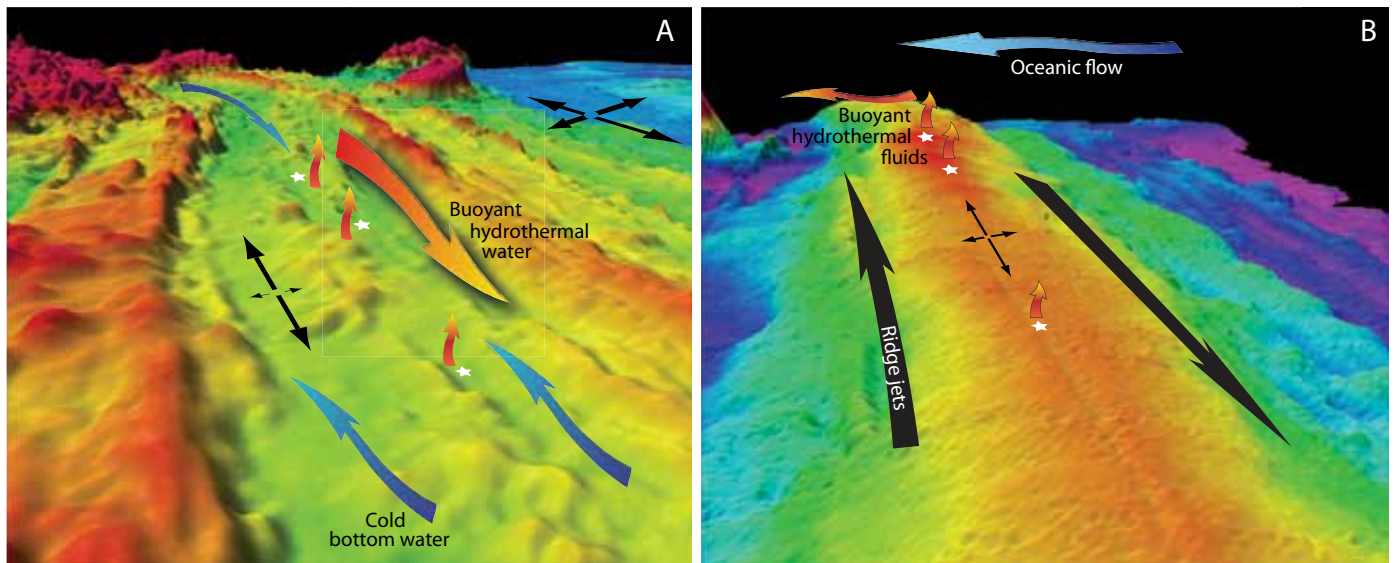 A
Buoyant
hydrothermal
water
Cold
bottom water
B
Oceanic flow
Buoyant
hydrothermal
fluids
Ridge jets